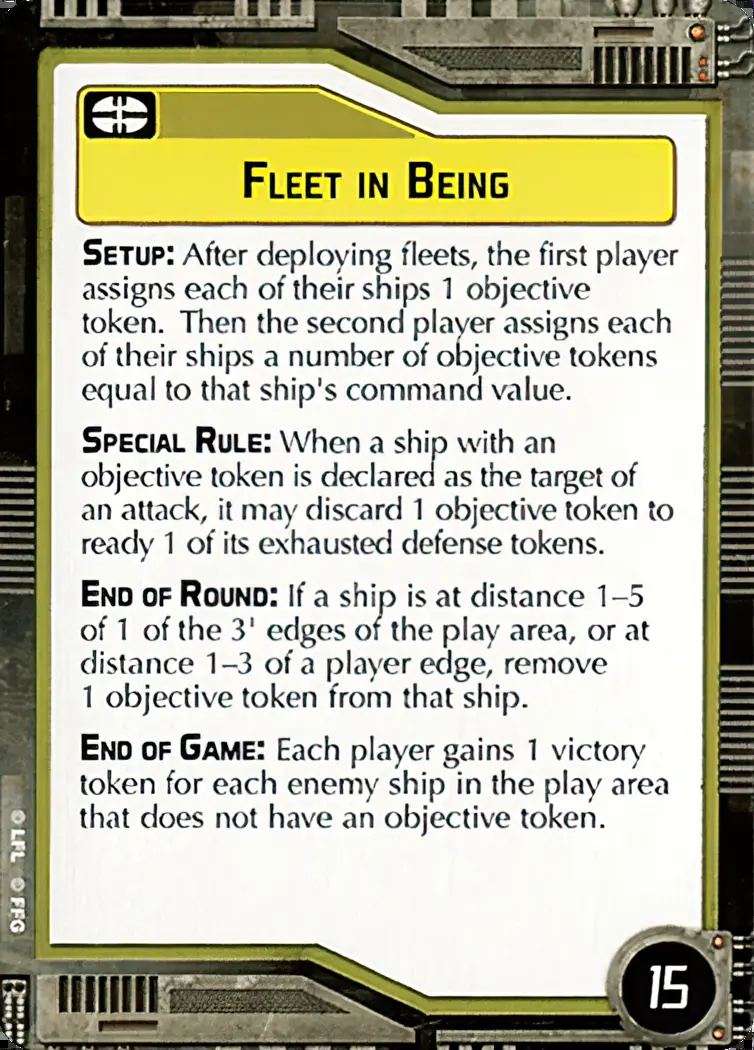 FLEET IN BEING
SETUP: After deploying fleets, the first player
assigns each of their ships 1 objective
token. Then the second player assigns each
of their ships a number of objective tokens
equal to that ship's command value.
SPECIAL RULE: When a ship with an
objective token is declared as the target of
an attack, it may discard 1 objective token to
ready 1 of its exhausted defense tokens.
END OF ROUND: If a ship is at distance 1–5
of 1 of the 3' edges of the play area, or at
distance 1–3 of a player edge, remove
1 objective token from that ship.
END OF GAME: Each player gains 1 victory
token for each enemy ship in the play area
that does not have an objective token.
© LFL © FFG
15